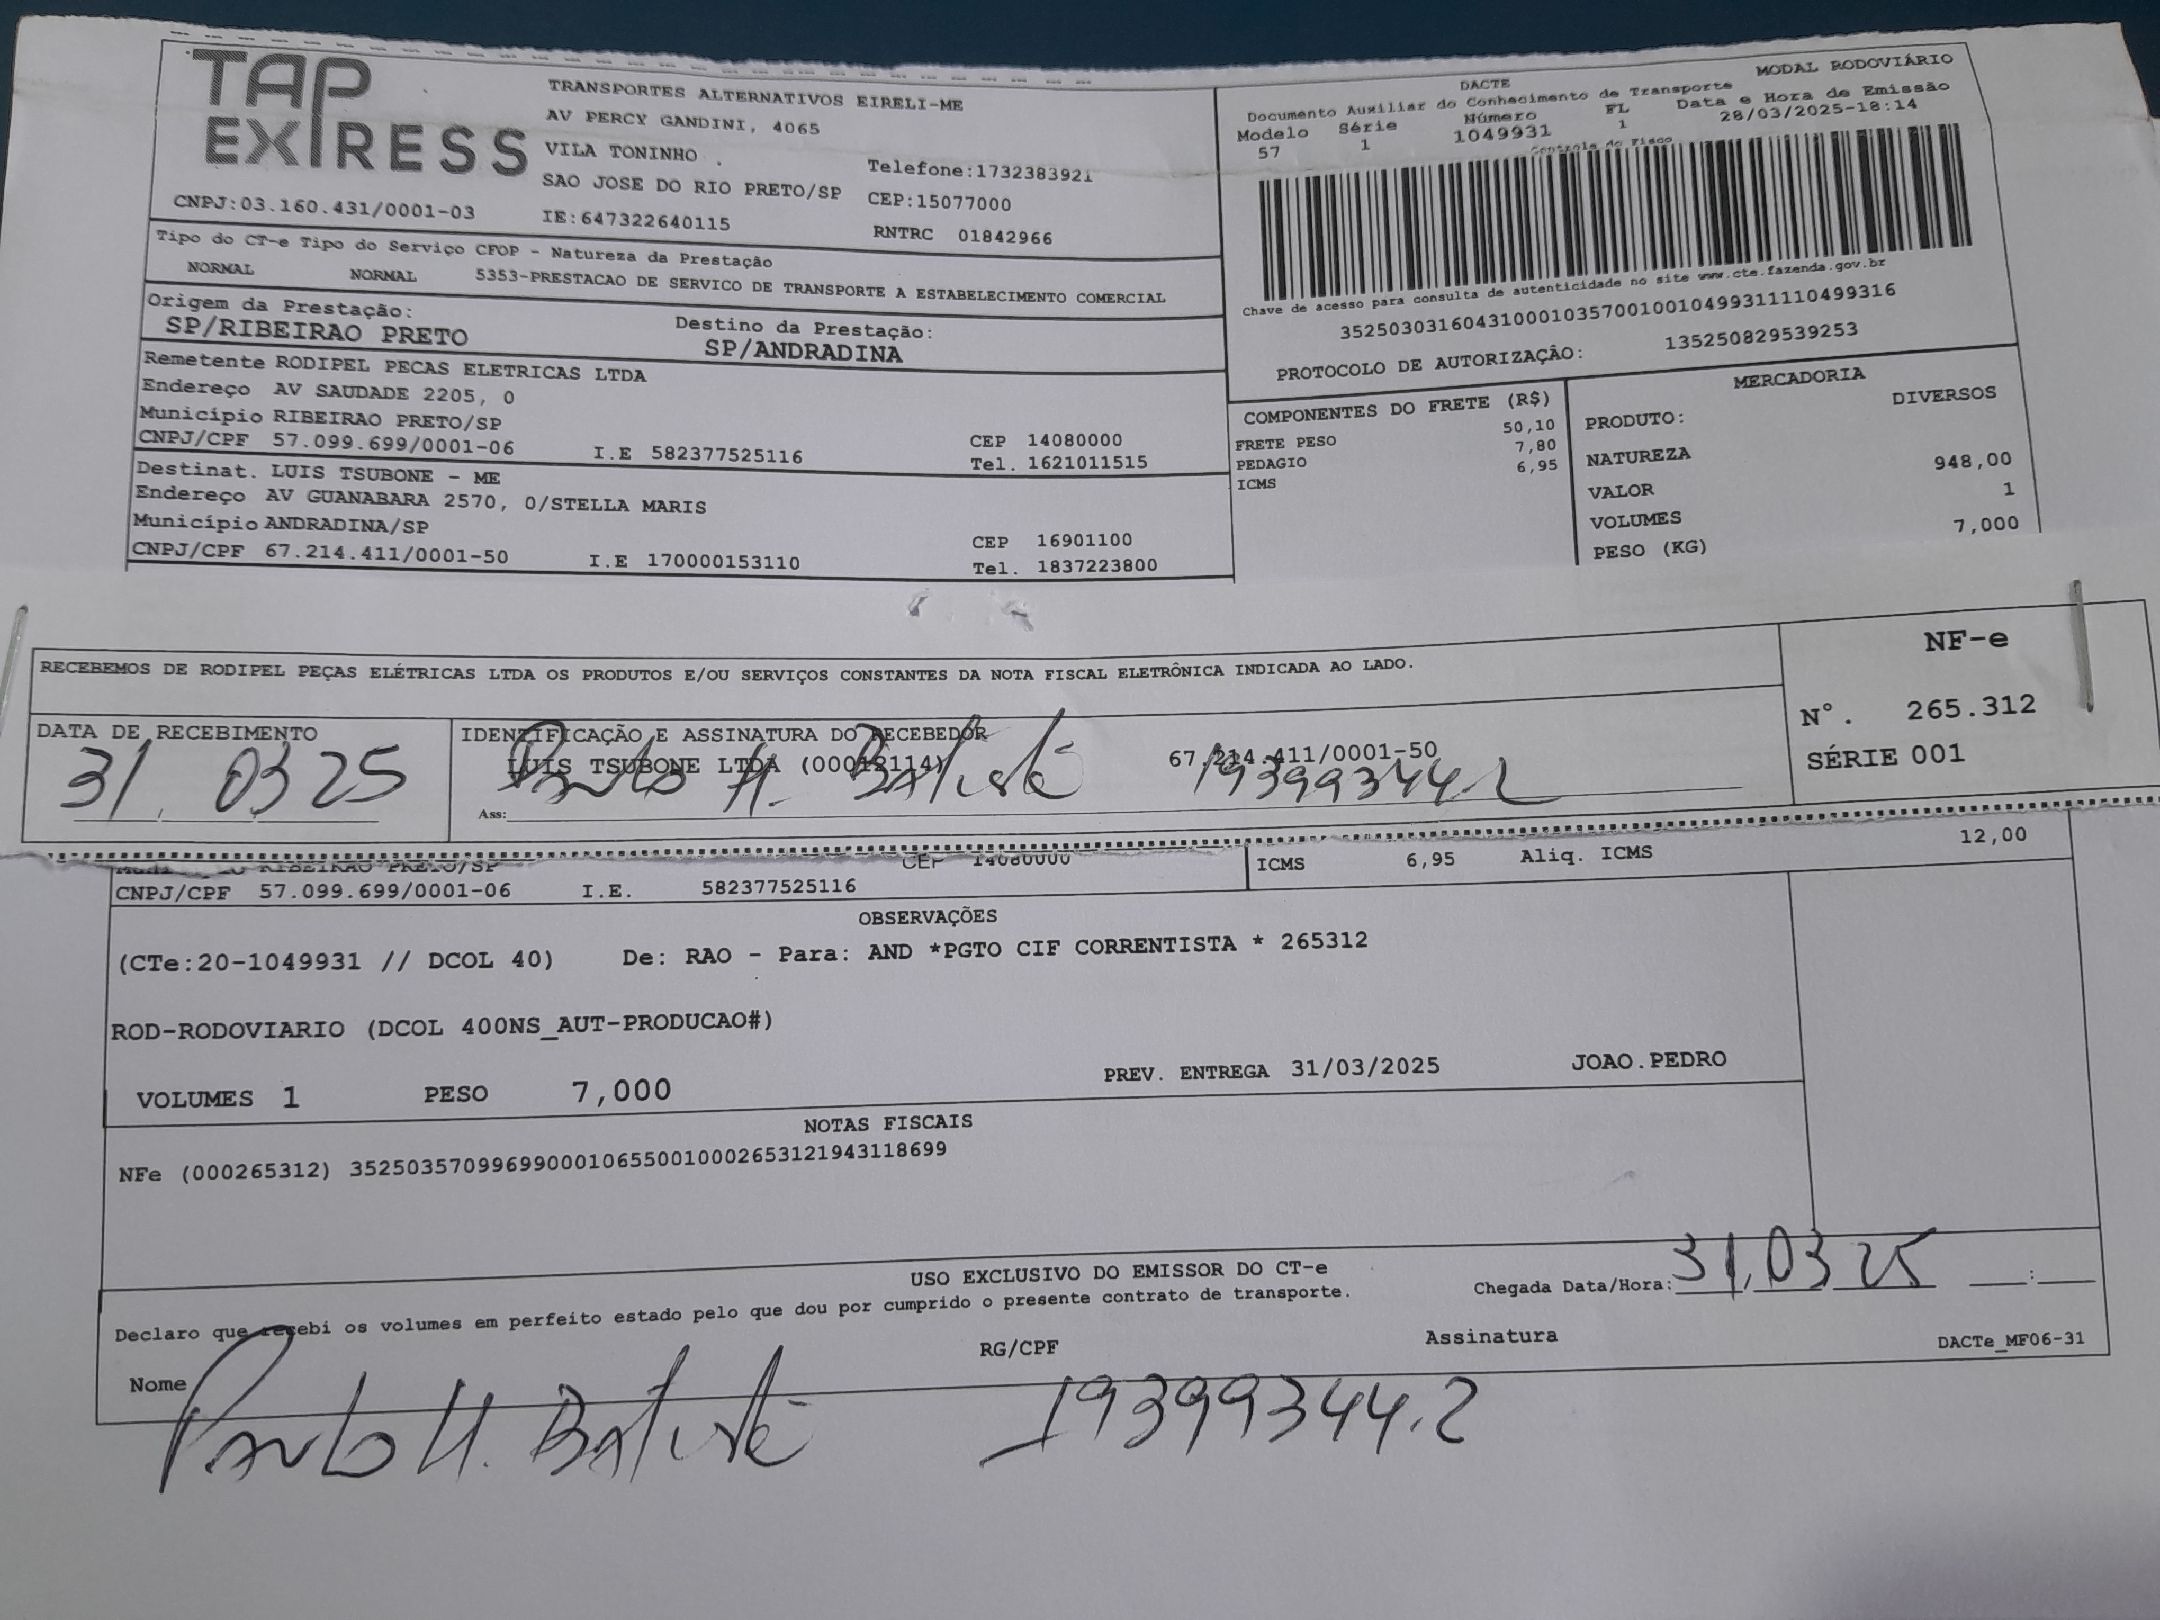 TAP
EXPRESS
TRANSPORTES ALTERNATIVOS EIRELI-ME
AV PERCY GANDINI, 4065
VILA TONINHO .
Telefone:1732383921
SAO JOSE DO RIO PRETO/SP CEP:15077000
CNPJ:03.160.431/0001-03 IE:647322640115 RNTRC 01842966
Tipo do CT-e Tipo do Serviço CFOP - Natureza da Prestação
NORMAL NORMAL 5353-PRESTACAO DE SERVICO DE TRANSPORTE A ESTABELECIMENTO COMERCIAL
Origem da Prestação: Destino da Prestação:
SP/RIBEIRAO PRETO SP/ANDRADINA
Remetente RODIPEL PECAS ELETRICAS LTDA
Endereço AV SAUDADE 2205, 0
Município RIBEIRAO PRETO/SP CEP 14080000
CNPJ/CPF 57.099.699/0001-06 I.E 582377525116 Tel. 1621011515
Destinat. LUIS TSUBONE - ME
Endereço AV GUANABARA 2570, 0/STELLA MARIS
Município ANDRADINA/SP CEP 16901100
CNPJ/CPF 67.214.411/0001-50 I.E 170000153110 Tel. 1837223800
DACTE MODAL RODOVIÁRIO
Documento Auxiliar do Conhecimento de Transporte
Modelo Série Número FL Data e Hora de Emissão
57 1 1049931 1 28/03/2025-18:14
Controle do Fisco
Chave de acesso para consulta de autenticidade no site www.cte.fazenda.gov.br
35250303160431000103570010010499311110499316
PROTOCOLO DE AUTORIZAÇÂO: 135250829539253
COMPONENTES DO FRETE (R$)
FRETE PESO 50,10
PEDAGIO 7,80
ICMS 6,95
MERCADORIA
PRODUTO: DIVERSOS
NATUREZA
VALOR 948,00
VOLUMES 1
PESO (KG) 7,000
RECEBEMOS DE RODIPEL PEÇAS ELÉTRICAS LTDA OS PRODUTOS E/OU SERVIÇOS CONSTANTES DA NOTA FISCAL ELETRÔNICA INDICADA AO LADO.
NF-e
Nº. 265.312
SÉRIE 001
DATA DE RECEBIMENTO
31 03 25
IDENTIFICAÇÃO E ASSINATURA DO RECEBEDOR
LUIS TSUBONE LTDA (00012114) 67.214.411/0001-50
Paulo H. Batista 19399344.2
Ass:
RIBEIRAO PRETO/SP CEP 14080000
CNPJ/CPF 57.099.699/0001-06 I.E. 582377525116
ICMS 6,95 Aliq. ICMS 12,00
OBSERVAÇÕES
(CTe:20-1049931 // DCOL 40) De: RAO - Para: AND *PGTO CIF CORRENTISTA * 265312
ROD-RODOVIARIO (DCOL 400NS_AUT-PRODUCAO#)
VOLUMES 1 PESO 7,000 PREV. ENTREGA 31/03/2025 JOAO.PEDRO
NOTAS FISCAIS
NFe (000265312) 35250357099699000106550010002653121943118699
USO EXCLUSIVO DO EMISSOR DO CT-e
Chegada Data/Hora: 31,03 25 :
Declaro que recebi os volumes em perfeito estado pelo que dou por cumprido o presente contrato de transporte.
Nome RG/CPF Assinatura DACTe_MF06-31
Paulo H. Batista 19399344.2